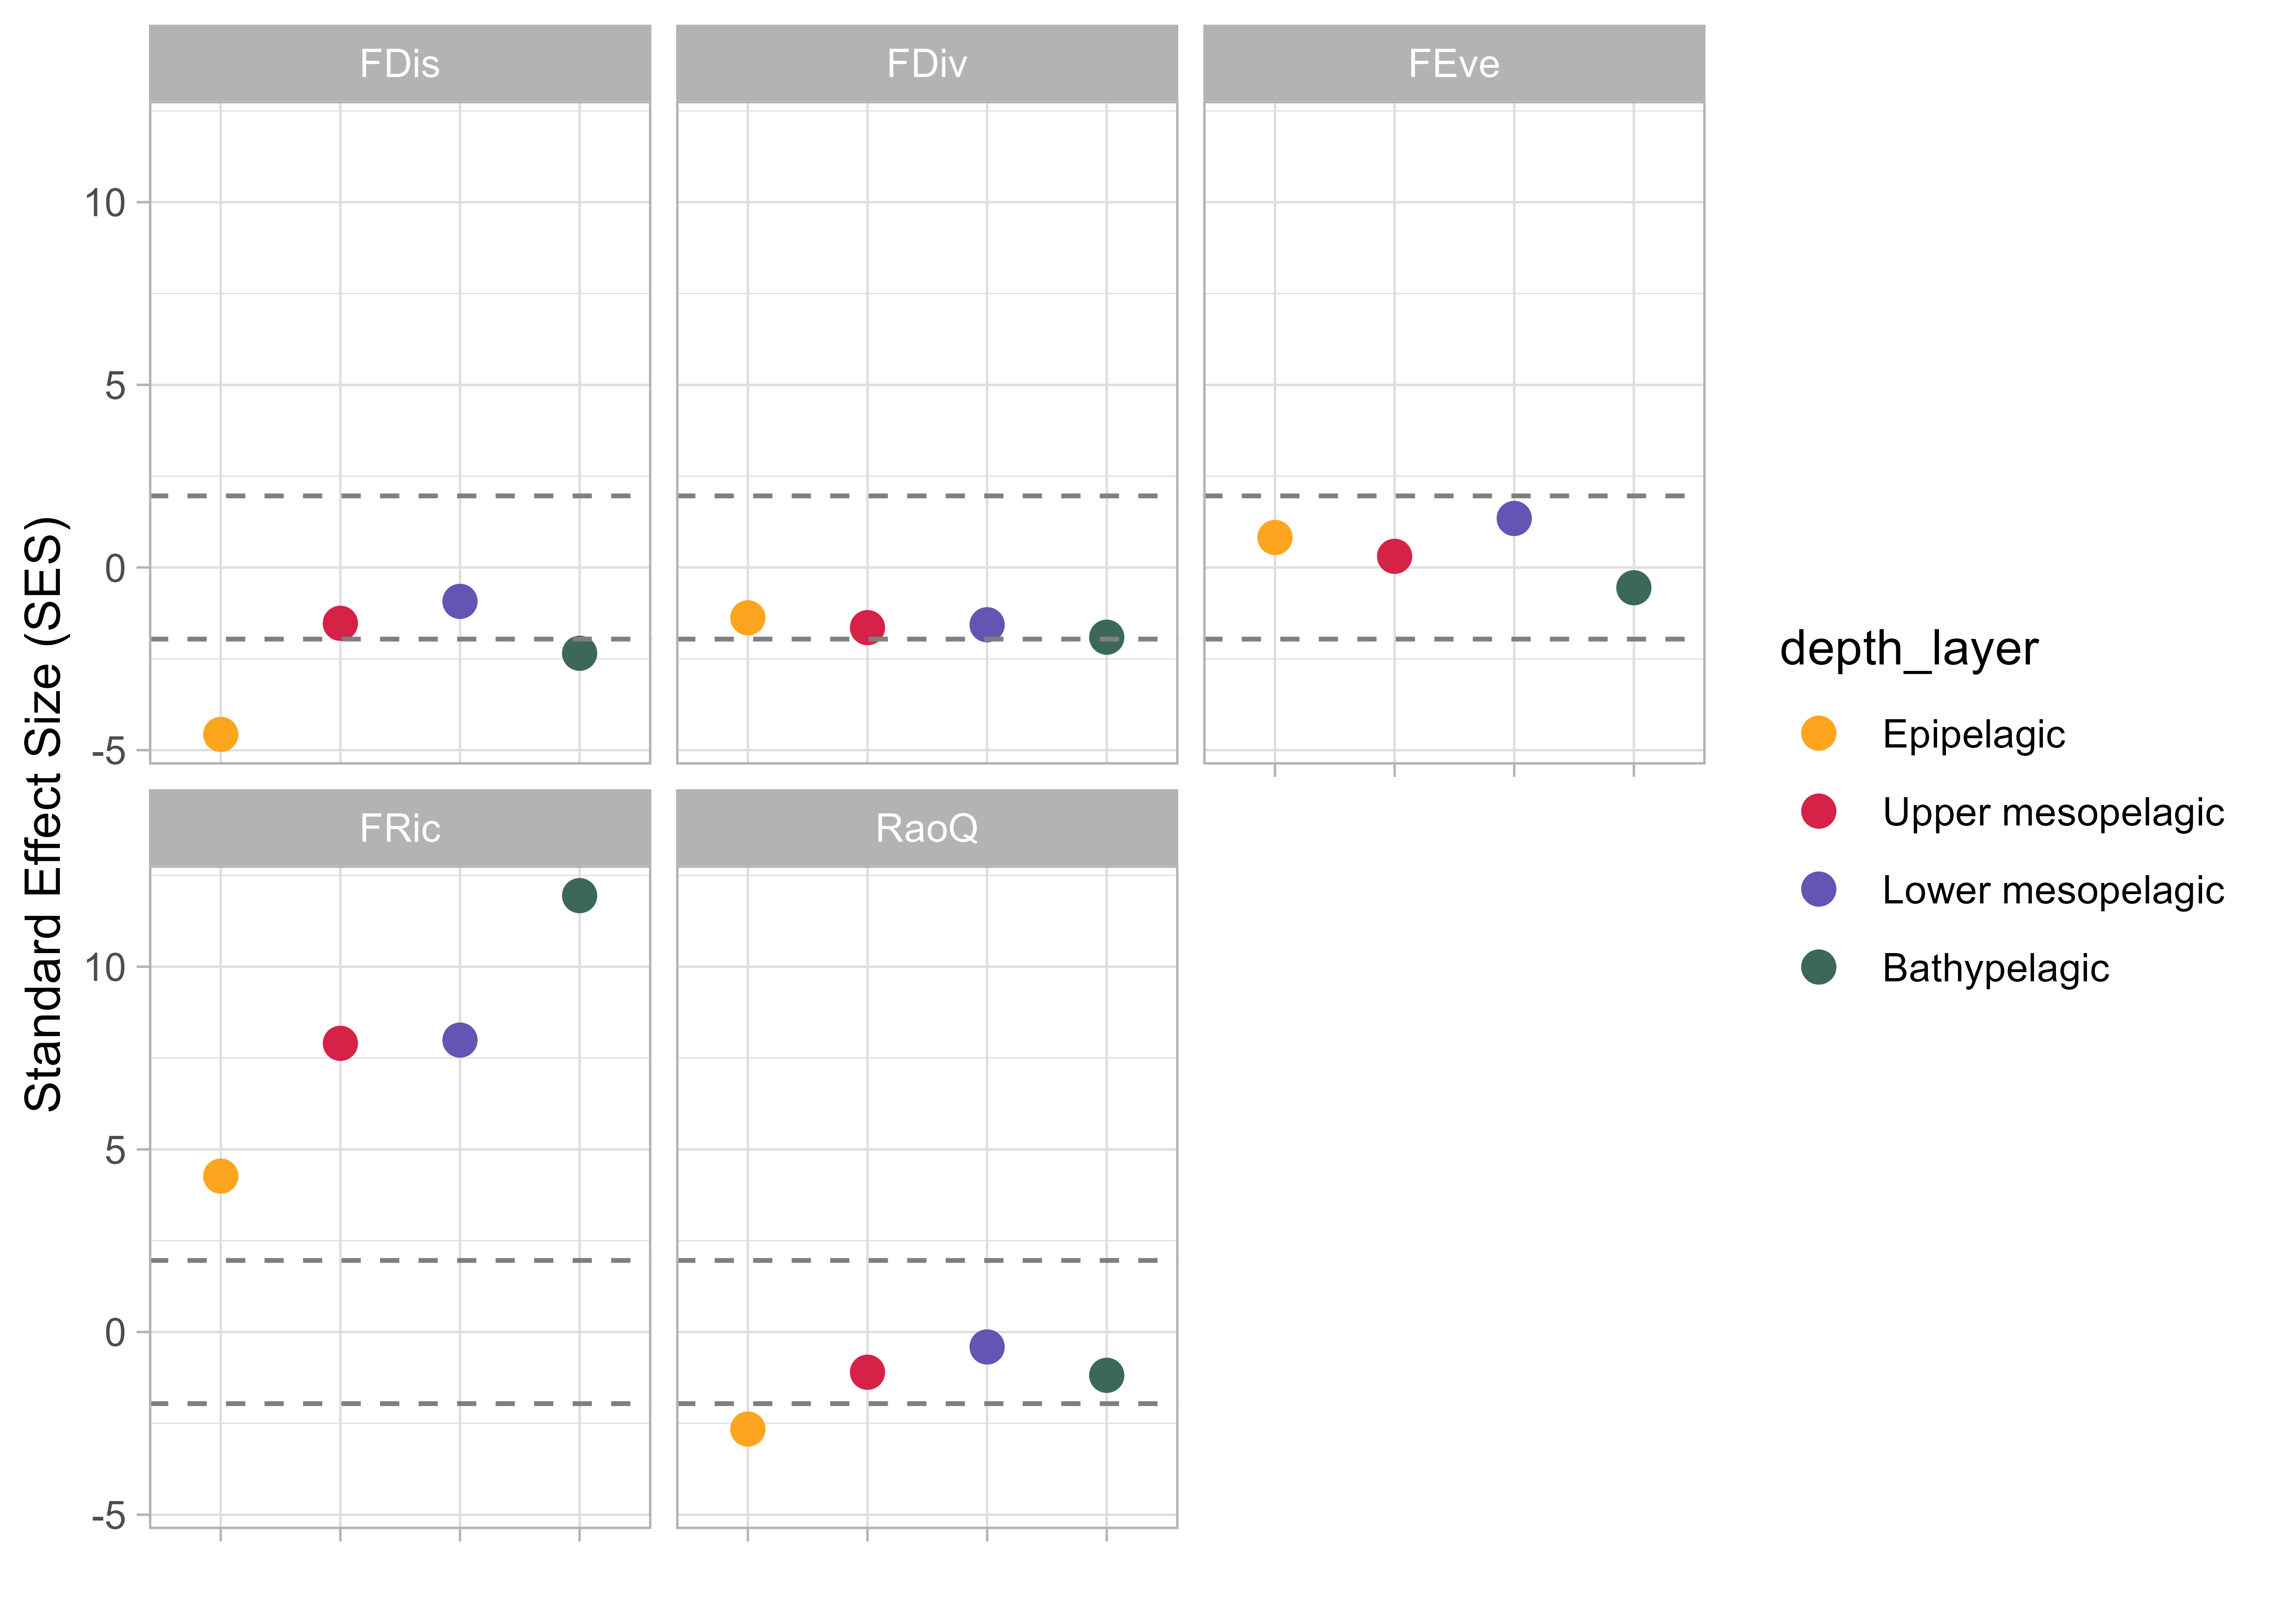 FDis FDiv FEve
10
5
0
-5
FRic RaoQ
10
5
0
-5
Standard Effect Size (SES)
depth_layer
Epipelagic
Upper mesopelagic
Lower mesopelagic
Bathypelagic